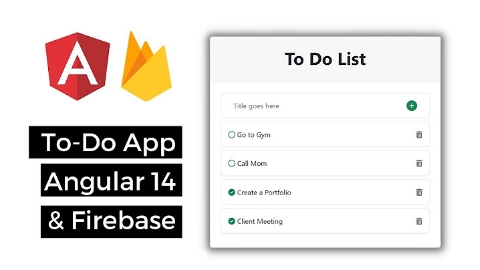 A
To-Do App
Angular 14
& Firebase
To Do List
Title goes here
Go to Gym
Call Mom
Create a Portfolio
Client Meeting